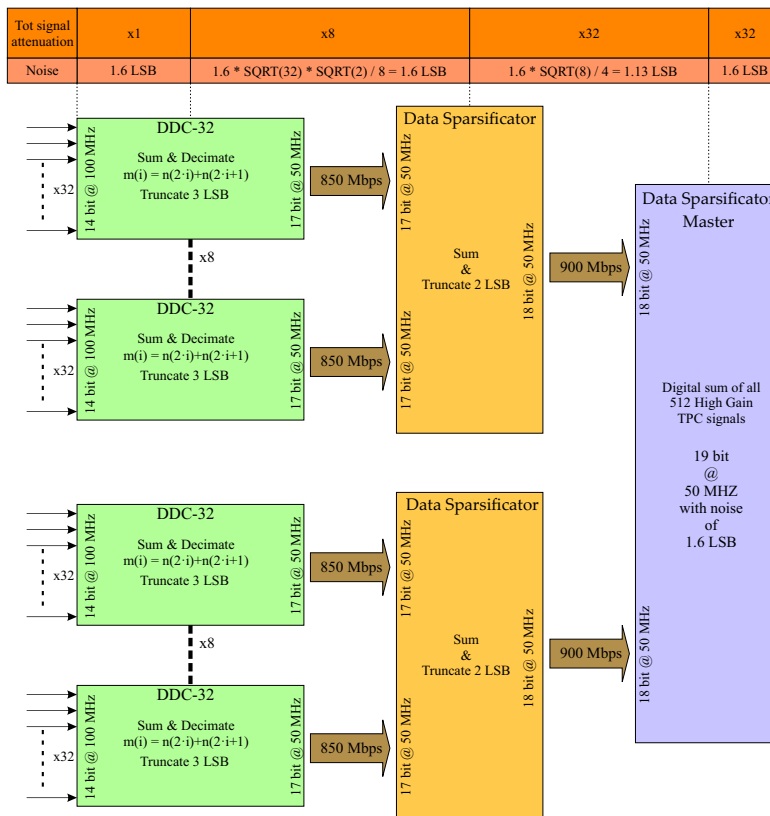 Tot signal attenuation x1 x8 x32 x32
Noise 1.6 LSB 1.6 * SQRT(32) * SQRT(2) / 8 = 1.6 LSB 1.6 * SQRT(8) / 4 = 1.13 LSB 1.6 LSB
x32
14 bit @ 100 MHz
DDC-32
Sum & Decimate
m(i) = n(2·i)+n(2·i+1)
Truncate 3 LSB
17 bit @ 50 MHz
850 Mbps
x8
x32
14 bit @ 100 MHz
DDC-32
Sum & Decimate
m(i) = n(2·i)+n(2·i+1)
Truncate 3 LSB
17 bit @ 50 MHz
850 Mbps
Data Sparsificator
17 bit @ 50 MHz
17 bit @ 50 MHz
Sum
&
Truncate 2 LSB
18 bit @ 50 MHz
900 Mbps
x32
14 bit @ 100 MHz
DDC-32
Sum & Decimate
m(i) = n(2·i)+n(2·i+1)
Truncate 3 LSB
17 bit @ 50 MHz
850 Mbps
x8
x32
14 bit @ 100 MHz
DDC-32
Sum & Decimate
m(i) = n(2·i)+n(2·i+1)
Truncate 3 LSB
17 bit @ 50 MHz
850 Mbps
Data Sparsificator
17 bit @ 50 MHz
17 bit @ 50 MHz
Sum
&
Truncate 2 LSB
18 bit @ 50 MHz
900 Mbps
Data Sparsificator
Master
18 bit @ 50 MHz
18 bit @ 50 MHz
Digital sum of all
512 High Gain
TPC signals
19 bit
@
50 MHZ
with noise
of
1.6 LSB